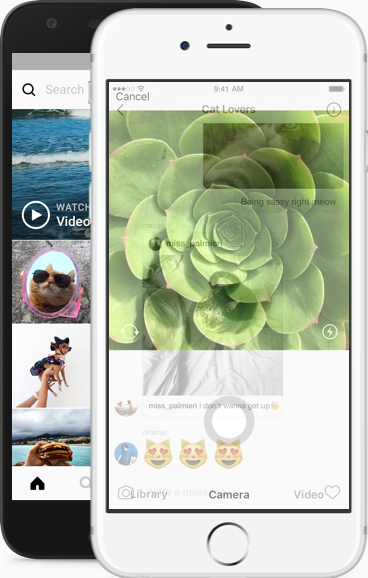 Search
WATCH
Video
9:41 AM
Cancel
Cat Lovers
Being sassy right meow
miss_palmieri
miss_palmieri I don't wanna get up
Library
Camera
Video